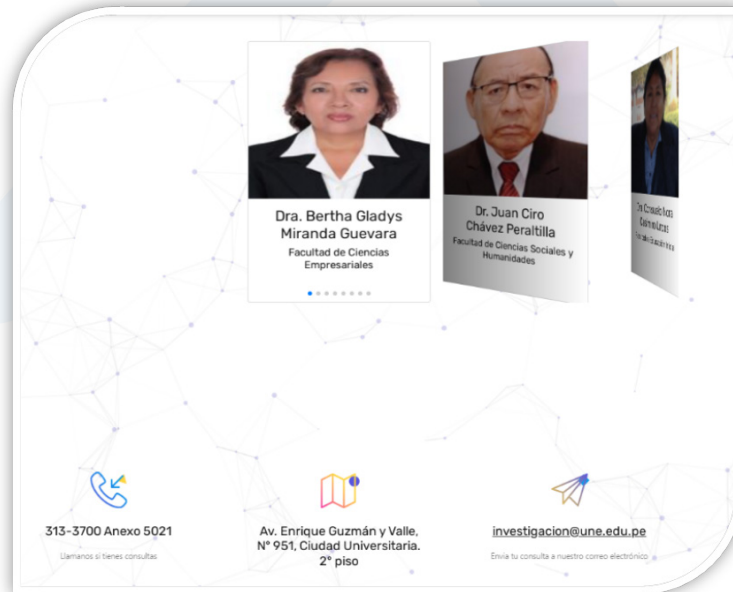 Dra. Bertha Gladys
Miranda Guevara
Facultad de Ciencias
Empresariales
Dr. Juan Ciro
Chávez Peraltilla
Facultad de Ciencias Sociales y
Humanidades
313-3700 Anexo 5021
Llamanos si tienes consultas
Av. Enrique Guzmán y Valle,
N° 951, Ciudad Universitaria.
2° piso
investigacion@une.edu.pe
Envia tu consulta a nuestro correo electrónico